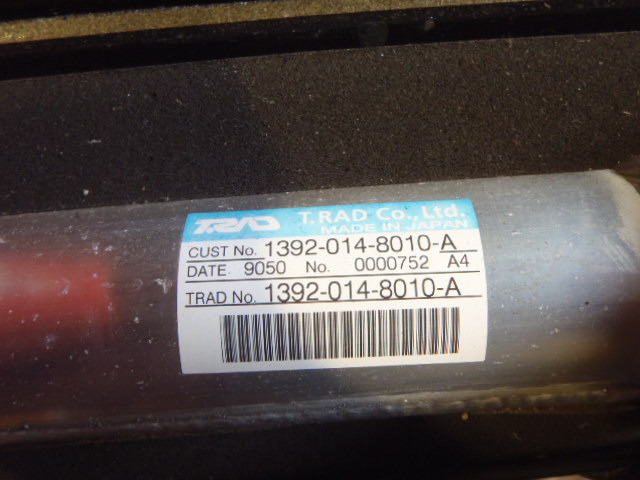 T.RAD T.RAD Co.,Ltd.
MADE IN JAPAN
CUST No. 1392-014-8010-A
DATE 9050 No. 0000752 A4
TRAD No. 1392-014-8010-A